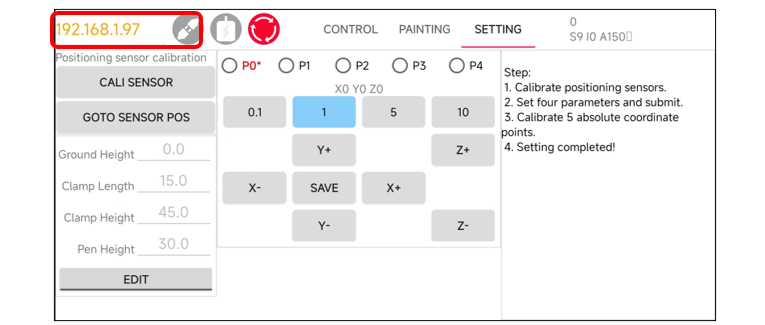 192.168.1.97
CONTROL
PAINTING
SETTING
0
S9 I0 A150
Positioning sensor calibration
CALI SENSOR
GOTO SENSOR POS
Ground Height 0.0
Clamp Length 15.0
Clamp Height 45.0
Pen Height 30.0
EDIT
P0*
P1
P2
P3
P4
X0 Y0 Z0
0.1
1
5
10
Y+
Z+
X-
SAVE
X+
Y-
Z-
Step:
1. Calibrate positioning sensors.
2. Set four parameters and submit.
3. Calibrate 5 absolute coordinate
points.
4. Setting completed!